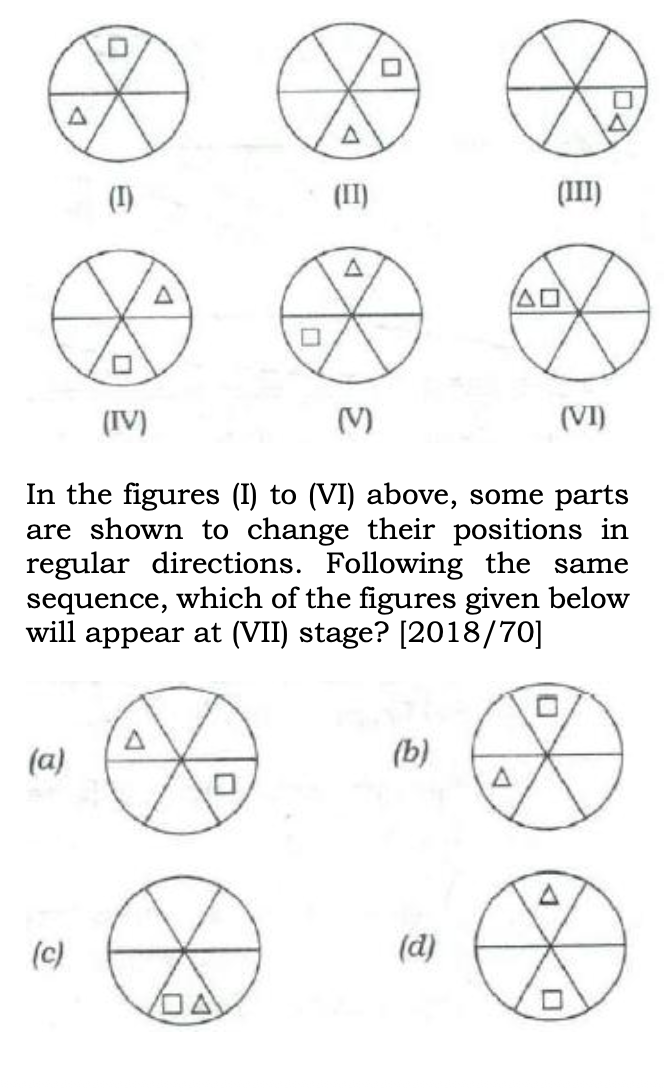 (I) (II) (III)
(IV) (V) (VI)
In the figures (I) to (VI) above, some parts
are shown to change their positions in
regular directions. Following the same
sequence, which of the figures given below
will appear at (VII) stage? [2018/70]
(a) (b)
(c) (d)